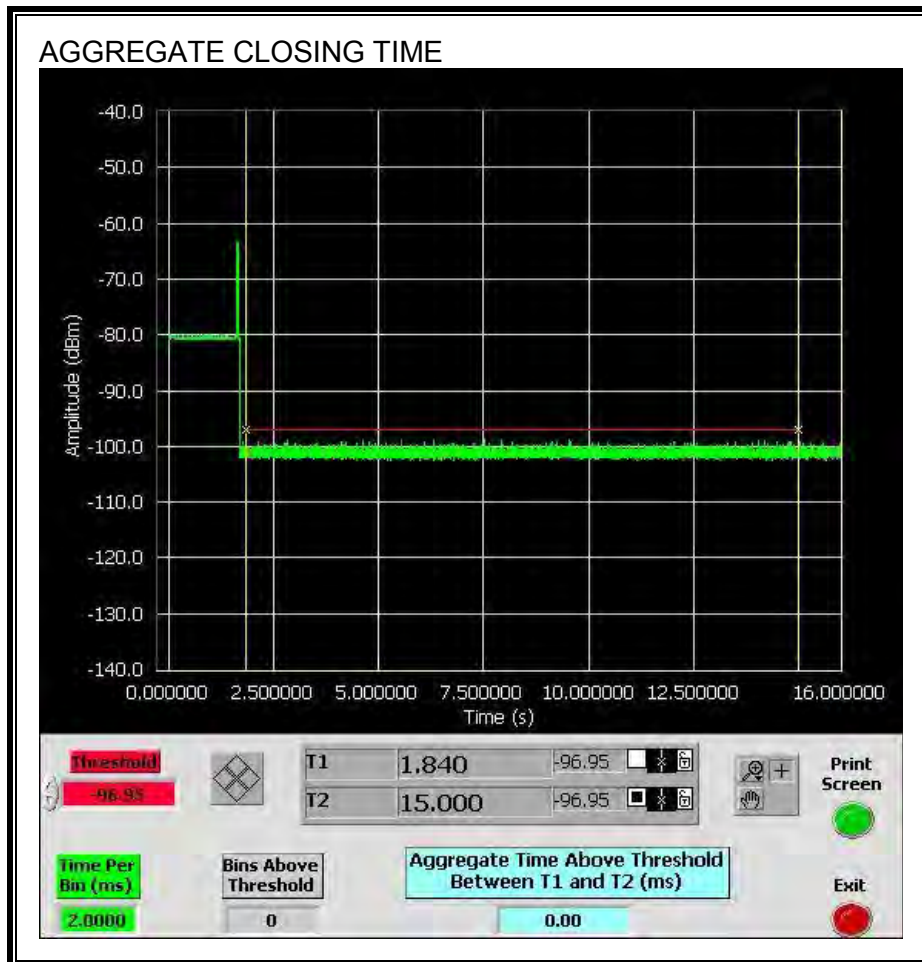 AGGREGATE CLOSING TIME
-40.0
-50.0
-60.0
-70.0
-80.0
-90.0
-100.0
-110.0
-120.0
-130.0
-140.0
Amplitude (dBm)
0.000000 2.500000 5.000000 7.500000 10.000000 12.500000 16.000000
Time (s)
Threshold
-96.95
T1 1.840 -96.95
T2 15.000 -96.95
Print
Screen
Time Per
Bin (ms)
2.0000
Bins Above
Threshold
0
Aggregate Time Above Threshold
Between T1 and T2 (ms)
0.00
Exit